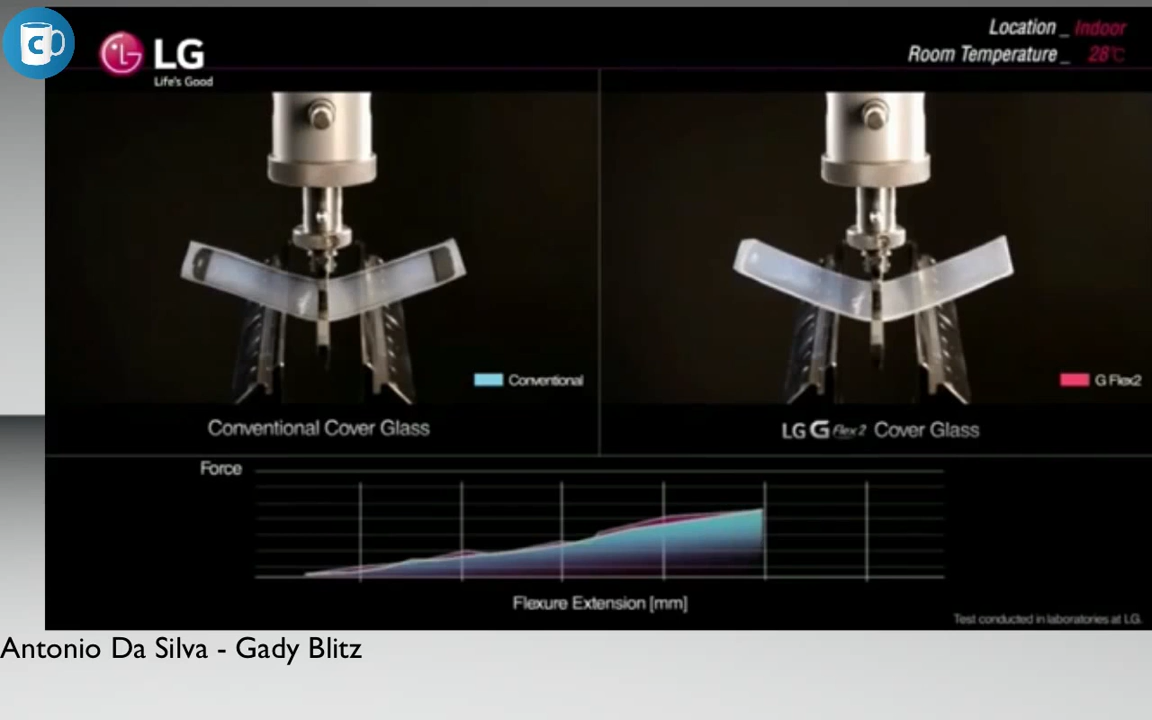 C
LG
Life's Good
Location _ Indoor
Room Temperature _ 28℃
Conventional
G Flex2
Conventional Cover Glass
LG G Flex2 Cover Glass
Force
Flexure Extension [mm]
Test conducted in laboratories at LG.
Antonio Da Silva - Gady Blitz